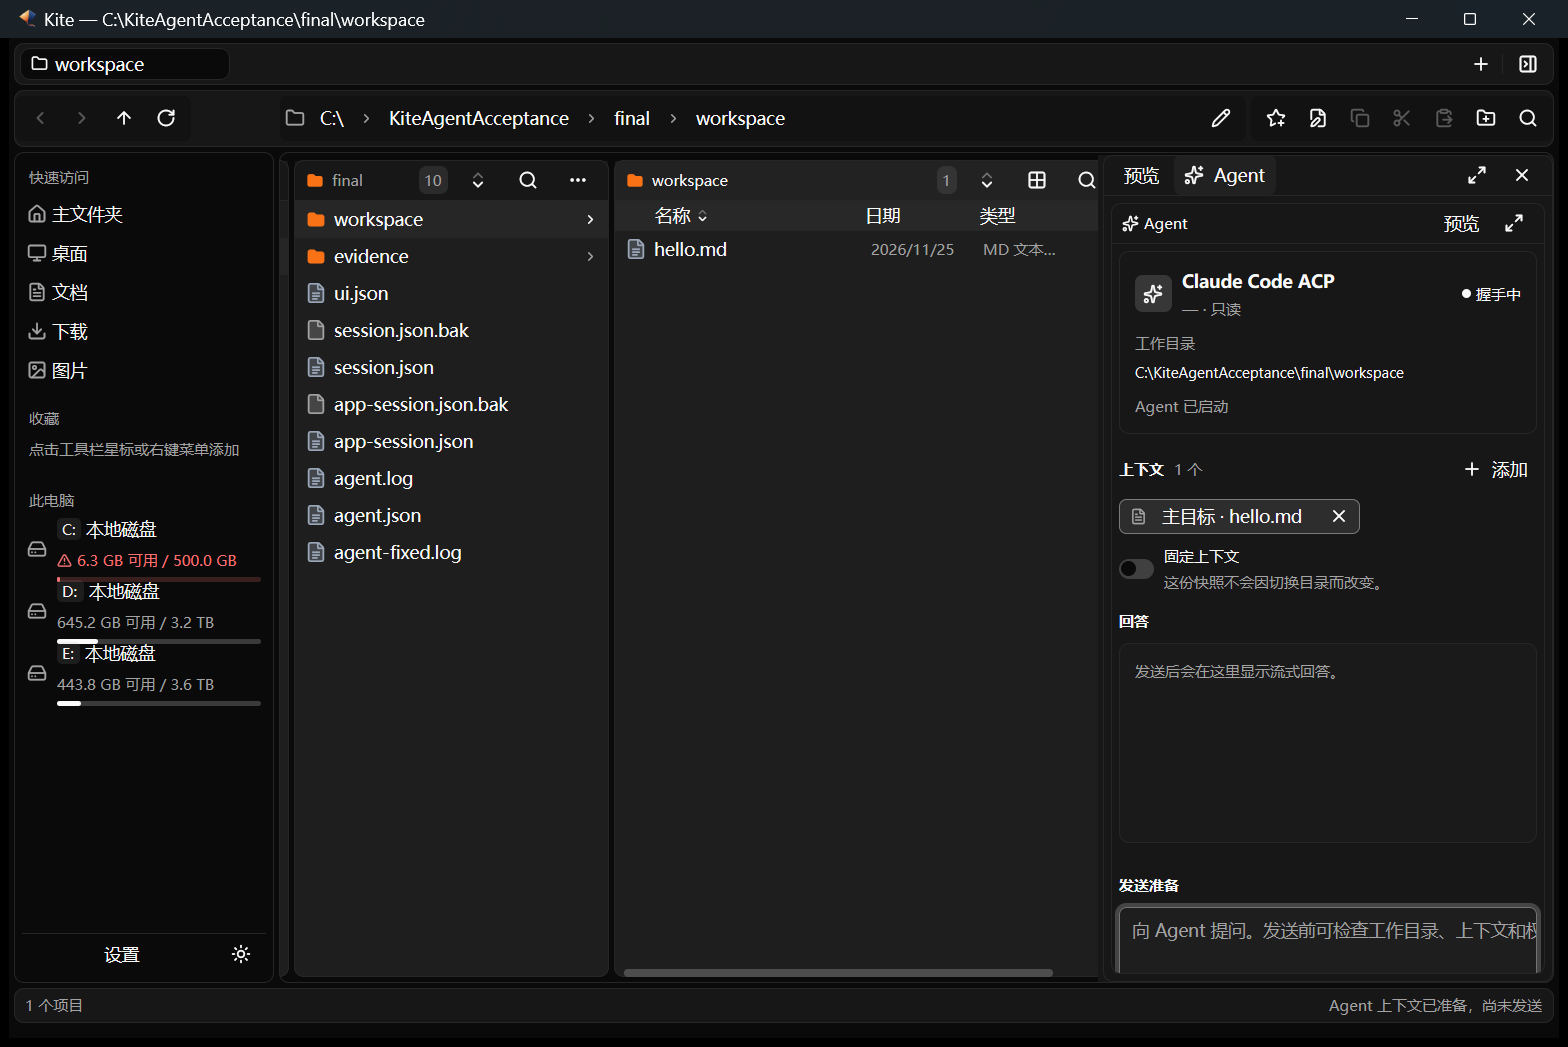 Kite — C:\KiteAgentAcceptance\final\workspace
workspace
C:\ › KiteAgentAcceptance › final › workspace
快速访问
主文件夹
桌面
文档
下载
图片
收藏
点击工具栏星标或右键菜单添加
此电脑
C: 本地磁盘
6.3 GB 可用 / 500.0 GB
D: 本地磁盘
645.2 GB 可用 / 3.2 TB
E: 本地磁盘
443.8 GB 可用 / 3.6 TB
设置
final 10
workspace
evidence
ui.json
session.json.bak
session.json
app-session.json.bak
app-session.json
agent.log
agent.json
agent-fixed.log
workspace 1
名称 日期 类型
hello.md 2026/11/25 MD 文本...
预览 Agent
Agent 预览
Claude Code ACP
— · 只读
握手中
工作目录
C:\KiteAgentAcceptance\final\workspace
Agent 已启动
上下文 1 个 添加
主目标 · hello.md
固定上下文
这份快照不会因切换目录而改变。
回答
发送后会在这里显示流式回答。
发送准备
向 Agent 提问。发送前可检查工作目录、上下文和
1 个项目
Agent 上下文已准备，尚未发送